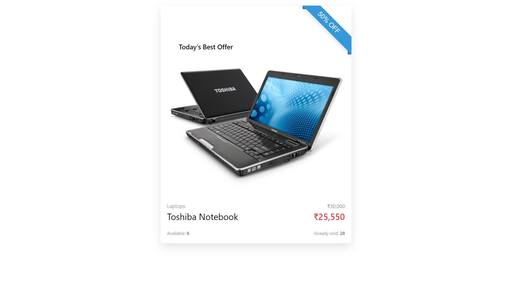 50% OFF
Today's Best Offer
TOSHIBA
Laptops
₹30,000
Toshiba Notebook
₹25,550
Available: 6
Already sold: 28